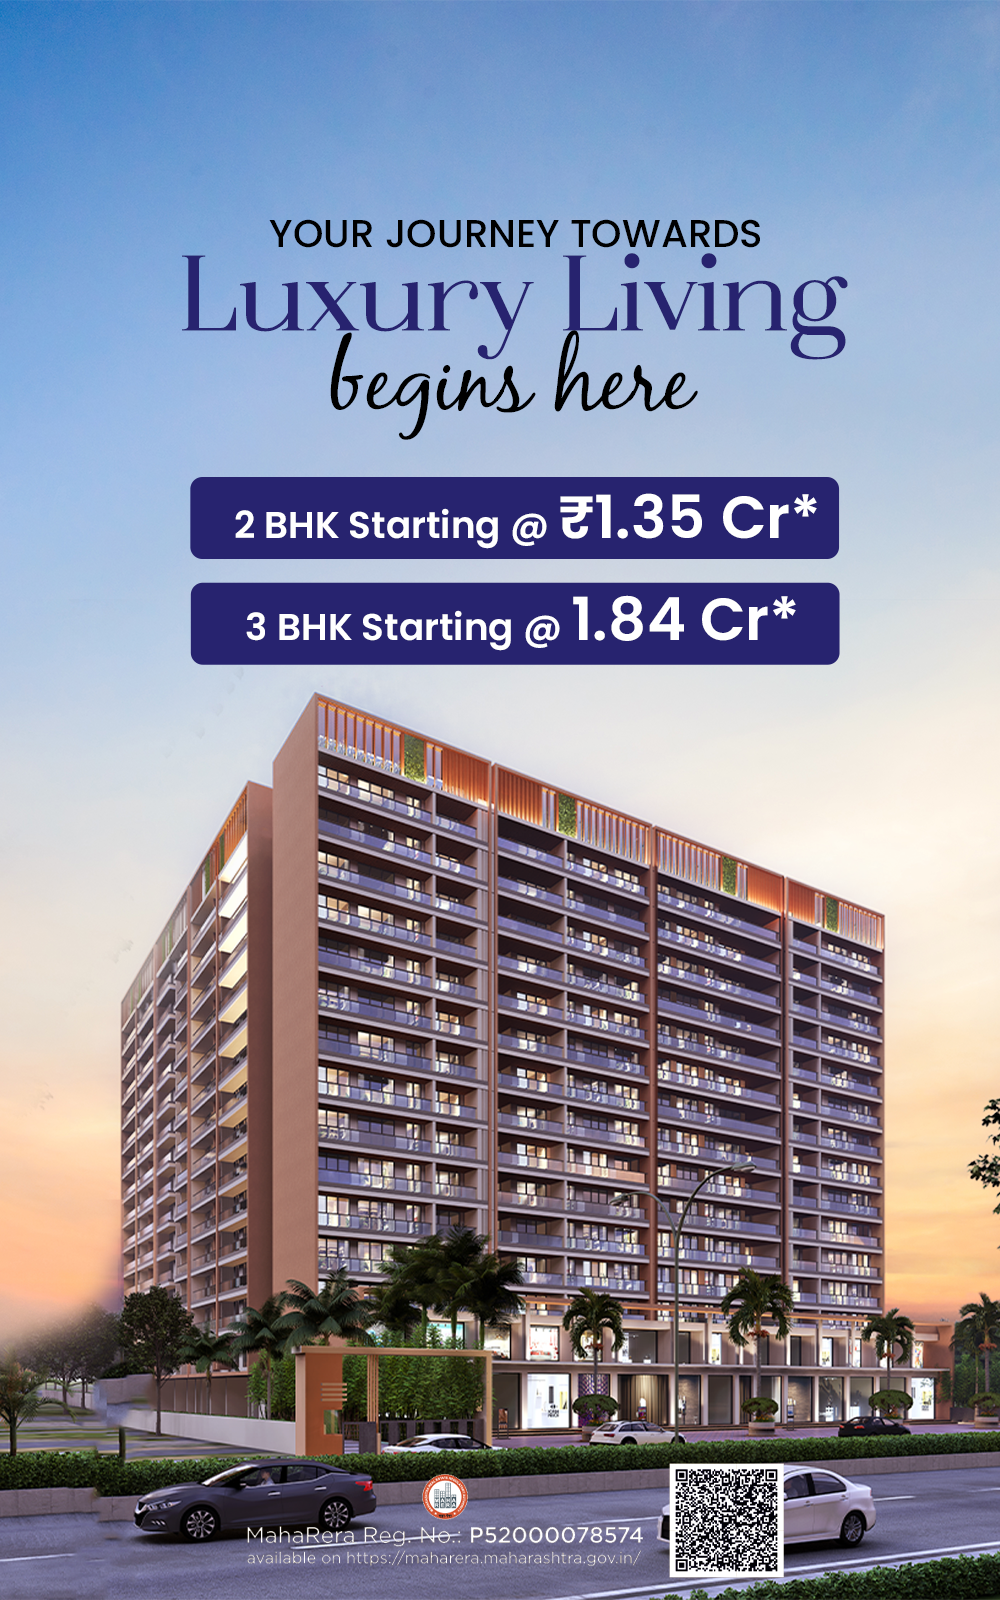 YOUR JOURNEY TOWARDS
Luxury Living
begins here
2 BHK Starting @ ₹1.35 Cr*
3 BHK Starting @ 1.84 Cr*
MahaRera Reg. No.: P52000078574
available on https://maharera.maharashtra.gov.in/